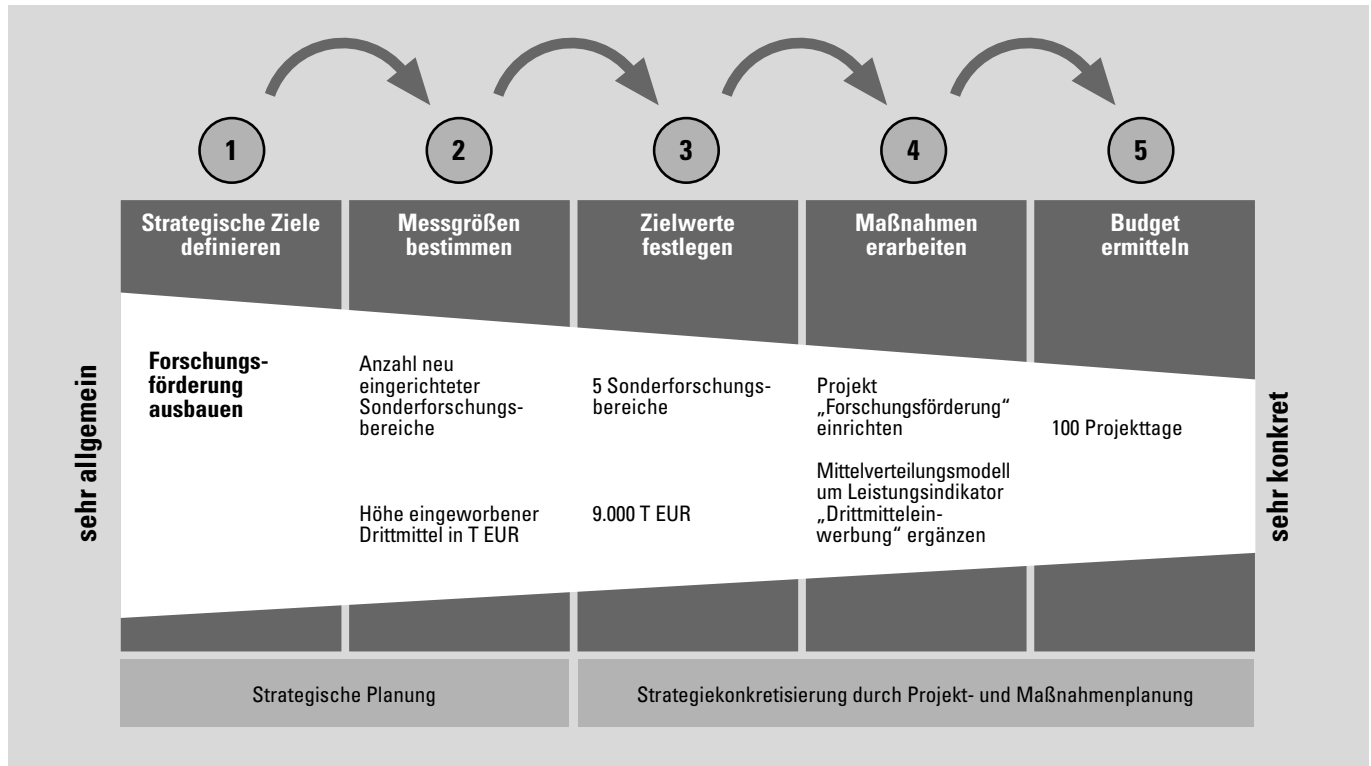 1
2
3
4
5
Strategische Ziele
definieren
Messgrößen
bestimmen
Zielwerte
festlegen
Maßnahmen
erarbeiten
Budget
ermitteln
sehr allgemein
Forschungs-
förderung
ausbauen
Anzahl neu
eingerichteter
Sonderforschungs-
bereiche
Höhe eingeworbener
Drittmittel in T EUR
5 Sonderforschungs-
bereiche
9.000 T EUR
Projekt
„Forschungsförderung“
einrichten
Mittelverteilungsmodell
um Leistungsindikator
„Drittmittelein-
werbung“ ergänzen
100 Projekttage
sehr konkret
Strategische Planung
Strategiekonkretisierung durch Projekt- und Maßnahmenplanung